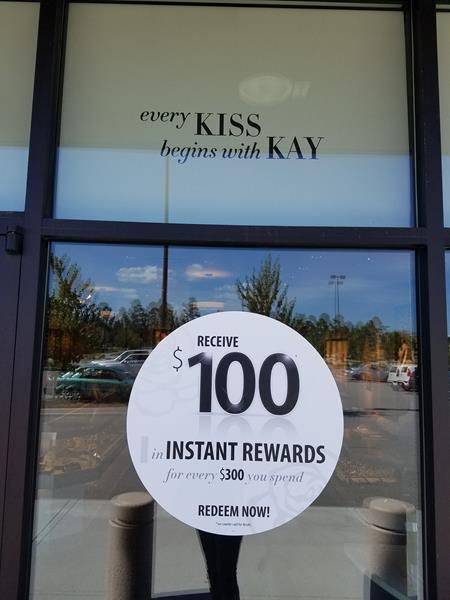 every KISS
begins with KAY
RECEIVE
$100
in INSTANT REWARDS
for every $300 you spend
REDEEM NOW!